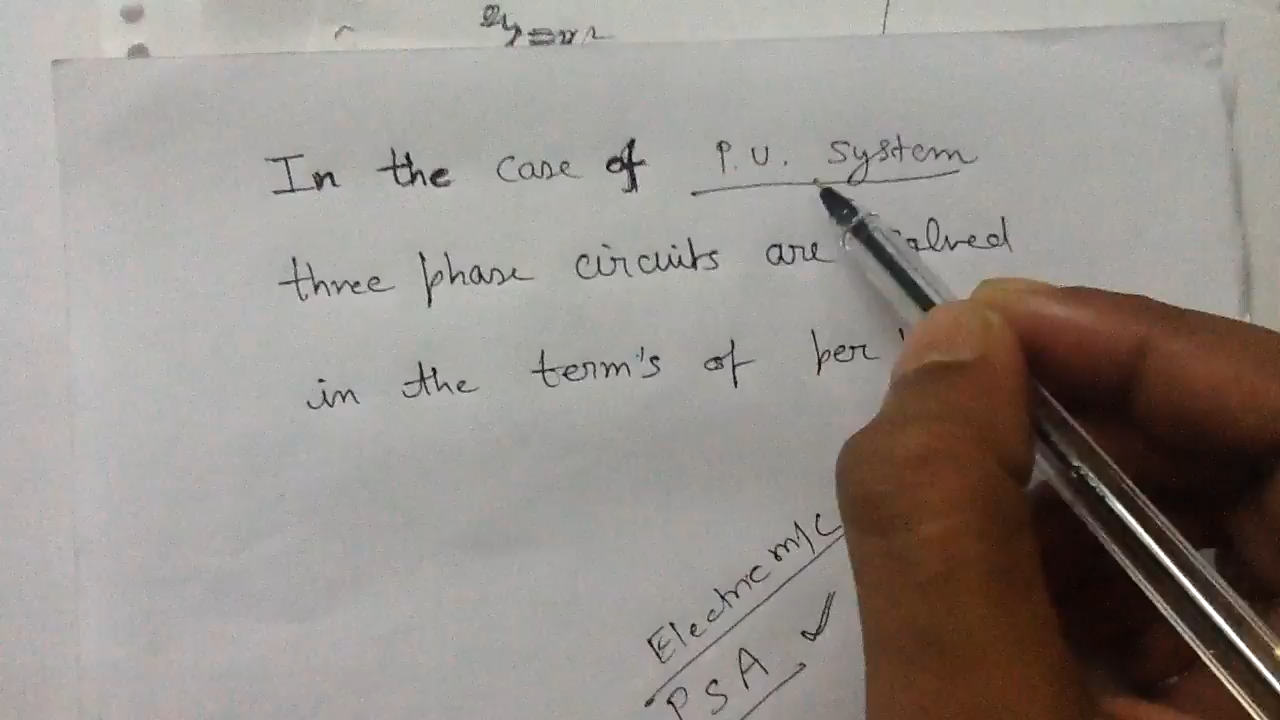 In the case of P.U. system
three phase circuits are
in the term's of per
Electric m/c
PSA ✓